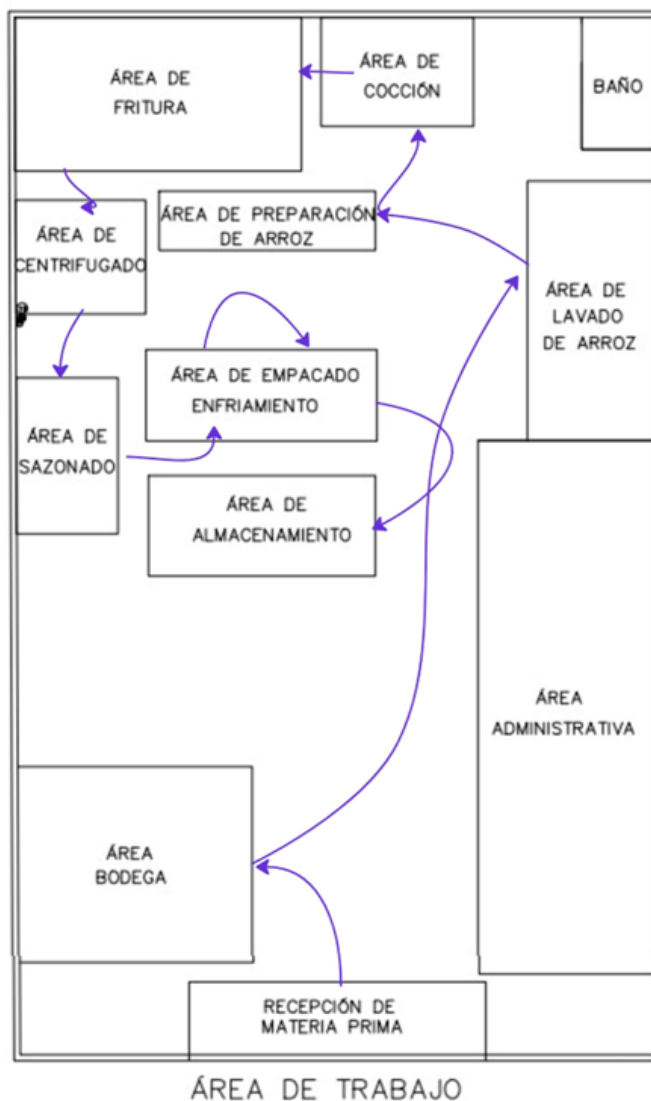 ÁREA DE
FRITURA
ÁREA DE
COCCIÓN
BAÑO
ÁREA DE
CENTRIFUGADO
ÁREA DE PREPARACIÓN
DE ARROZ
ÁREA DE
LAVADO
DE ARROZ
ÁREA DE EMPACADO
ENFRIAMIENTO
ÁREA DE
SAZONADO
ÁREA DE
ALMACENAMIENTO
ÁREA
ADMINISTRATIVA
ÁREA
BODEGA
RECEPCIÓN DE
MATERIA PRIMA
ÁREA DE TRABAJO